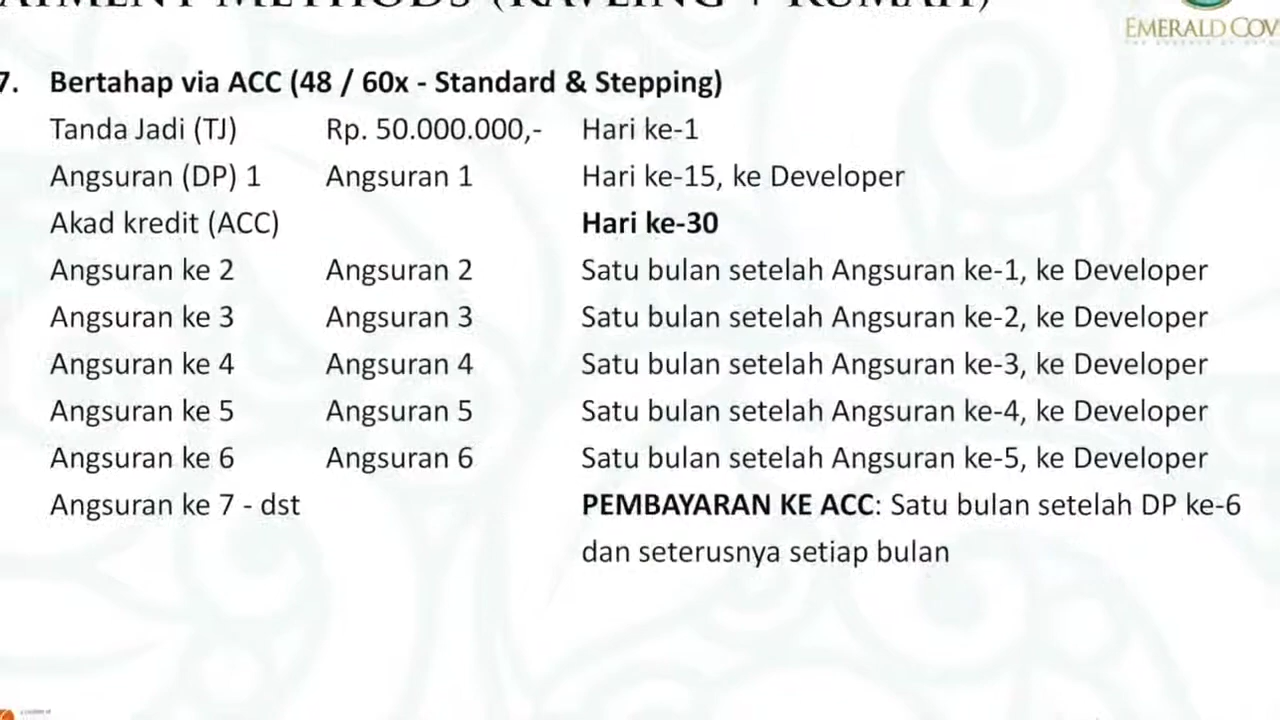 PAYMENT METHODS (KAVLING + RUMAH)
EMERALD COV
7. Bertahap via ACC (48 / 60x - Standard & Stepping)
Tanda Jadi (TJ) Rp. 50.000.000,- Hari ke-1
Angsuran (DP) 1 Angsuran 1 Hari ke-15, ke Developer
Akad kredit (ACC) Hari ke-30
Angsuran ke 2 Angsuran 2 Satu bulan setelah Angsuran ke-1, ke Developer
Angsuran ke 3 Angsuran 3 Satu bulan setelah Angsuran ke-2, ke Developer
Angsuran ke 4 Angsuran 4 Satu bulan setelah Angsuran ke-3, ke Developer
Angsuran ke 5 Angsuran 5 Satu bulan setelah Angsuran ke-4, ke Developer
Angsuran ke 6 Angsuran 6 Satu bulan setelah Angsuran ke-5, ke Developer
Angsuran ke 7 - dst PEMBAYARAN KE ACC: Satu bulan setelah DP ke-6
dan seterusnya setiap bulan